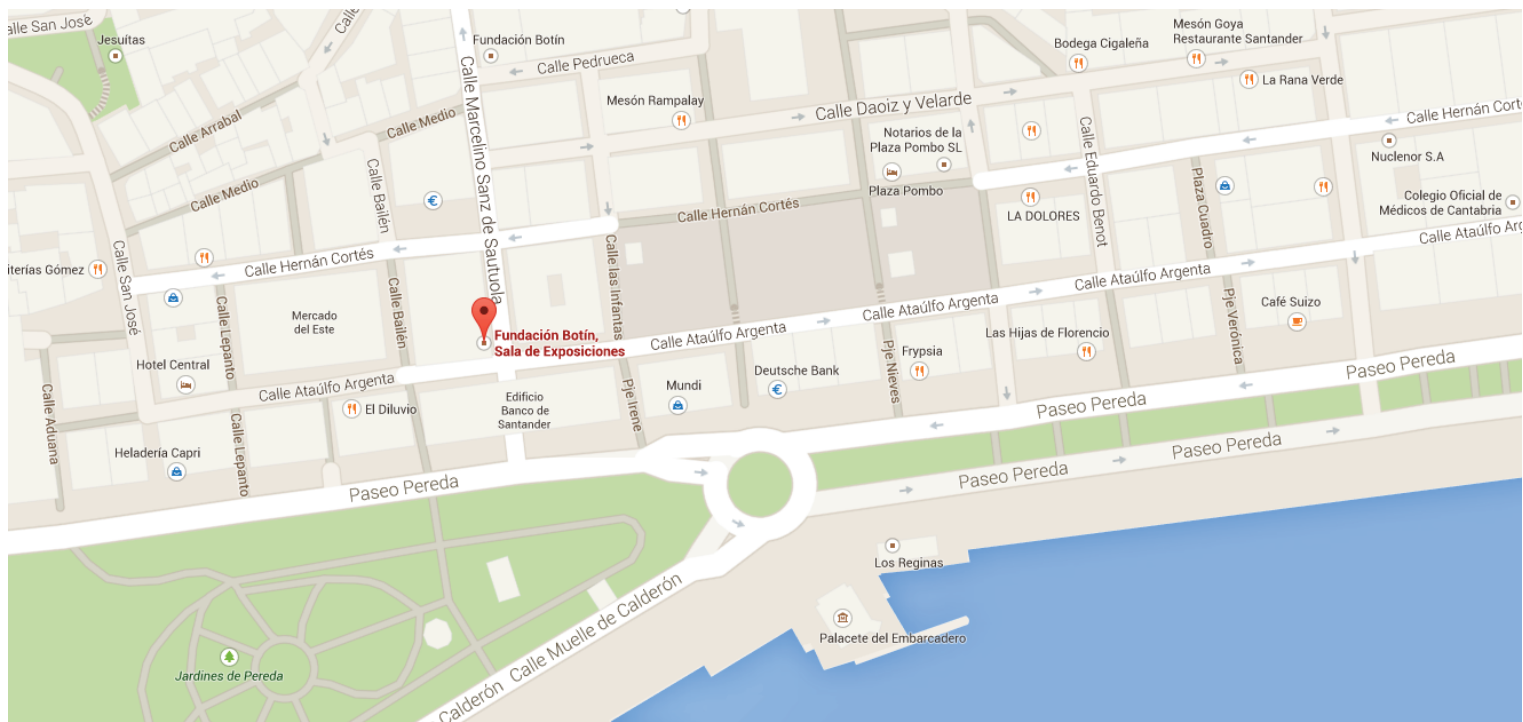 alle San José
Jesuítas
Calle
Fundación Botín
Calle Pedrueca
Bodega Cigaleña
Mesón Goya
Restaurante Santander
La Rana Verde
Calle Arrabal
Calle Medio
Calle Marcelino Sanz de Sautuola
Mesón Rampalay
Calle Daoiz y Velarde
Notarios de la
Plaza Pombo SL
Calle Hernán Corté
Nuclenor S.A
Calle Medio
Calle Bailén
Plaza Pombo
LA DOLORES
Calle Eduardo Benot
Plaza Cuadro
Colegio Oficial de
Médicos de Cantabria
Calle Hernán Cortés
Calle Ataúlfo Arge
iterías Gómez
Calle San José
Calle Hernán Cortés
Calle las Infantas
Calle Ataúlfo Argenta
Mercado
del Este
Calle Lepanto
Calle Bailén
Fundación Botín,
Sala de Exposiciones
Calle Ataúlfo Argenta
Calle Ataúlfo Argenta
Café Suizo
Las Hijas de Florencio
Pje Verónica
Hotel Central
Frypsia
Pje Nieves
Deutsche Bank
Mundi
Pje Irene
Calle Ataúlfo Argenta
El Diluvio
Edificio
Banco de
Santander
Paseo Pereda
Paseo Pereda
Calle Aduana
Heladería Capri
Calle Lepanto
Paseo Pereda
Paseo Pereda
Los Reginas
Palacete del Embarcadero
Calle Muelle de Calderón
Calderón
Jardines de Pereda